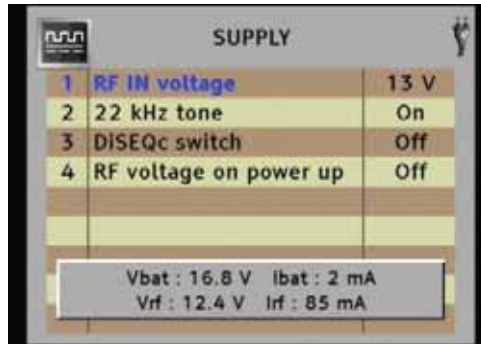 SUPPLY
1 RF IN voltage 13 V
2 22 kHz tone On
3 DiSEQc switch Off
4 RF voltage on power up Off
Vbat : 16.8 V Ibat : 2 mA
Vrf : 12.4 V Irf : 85 mA